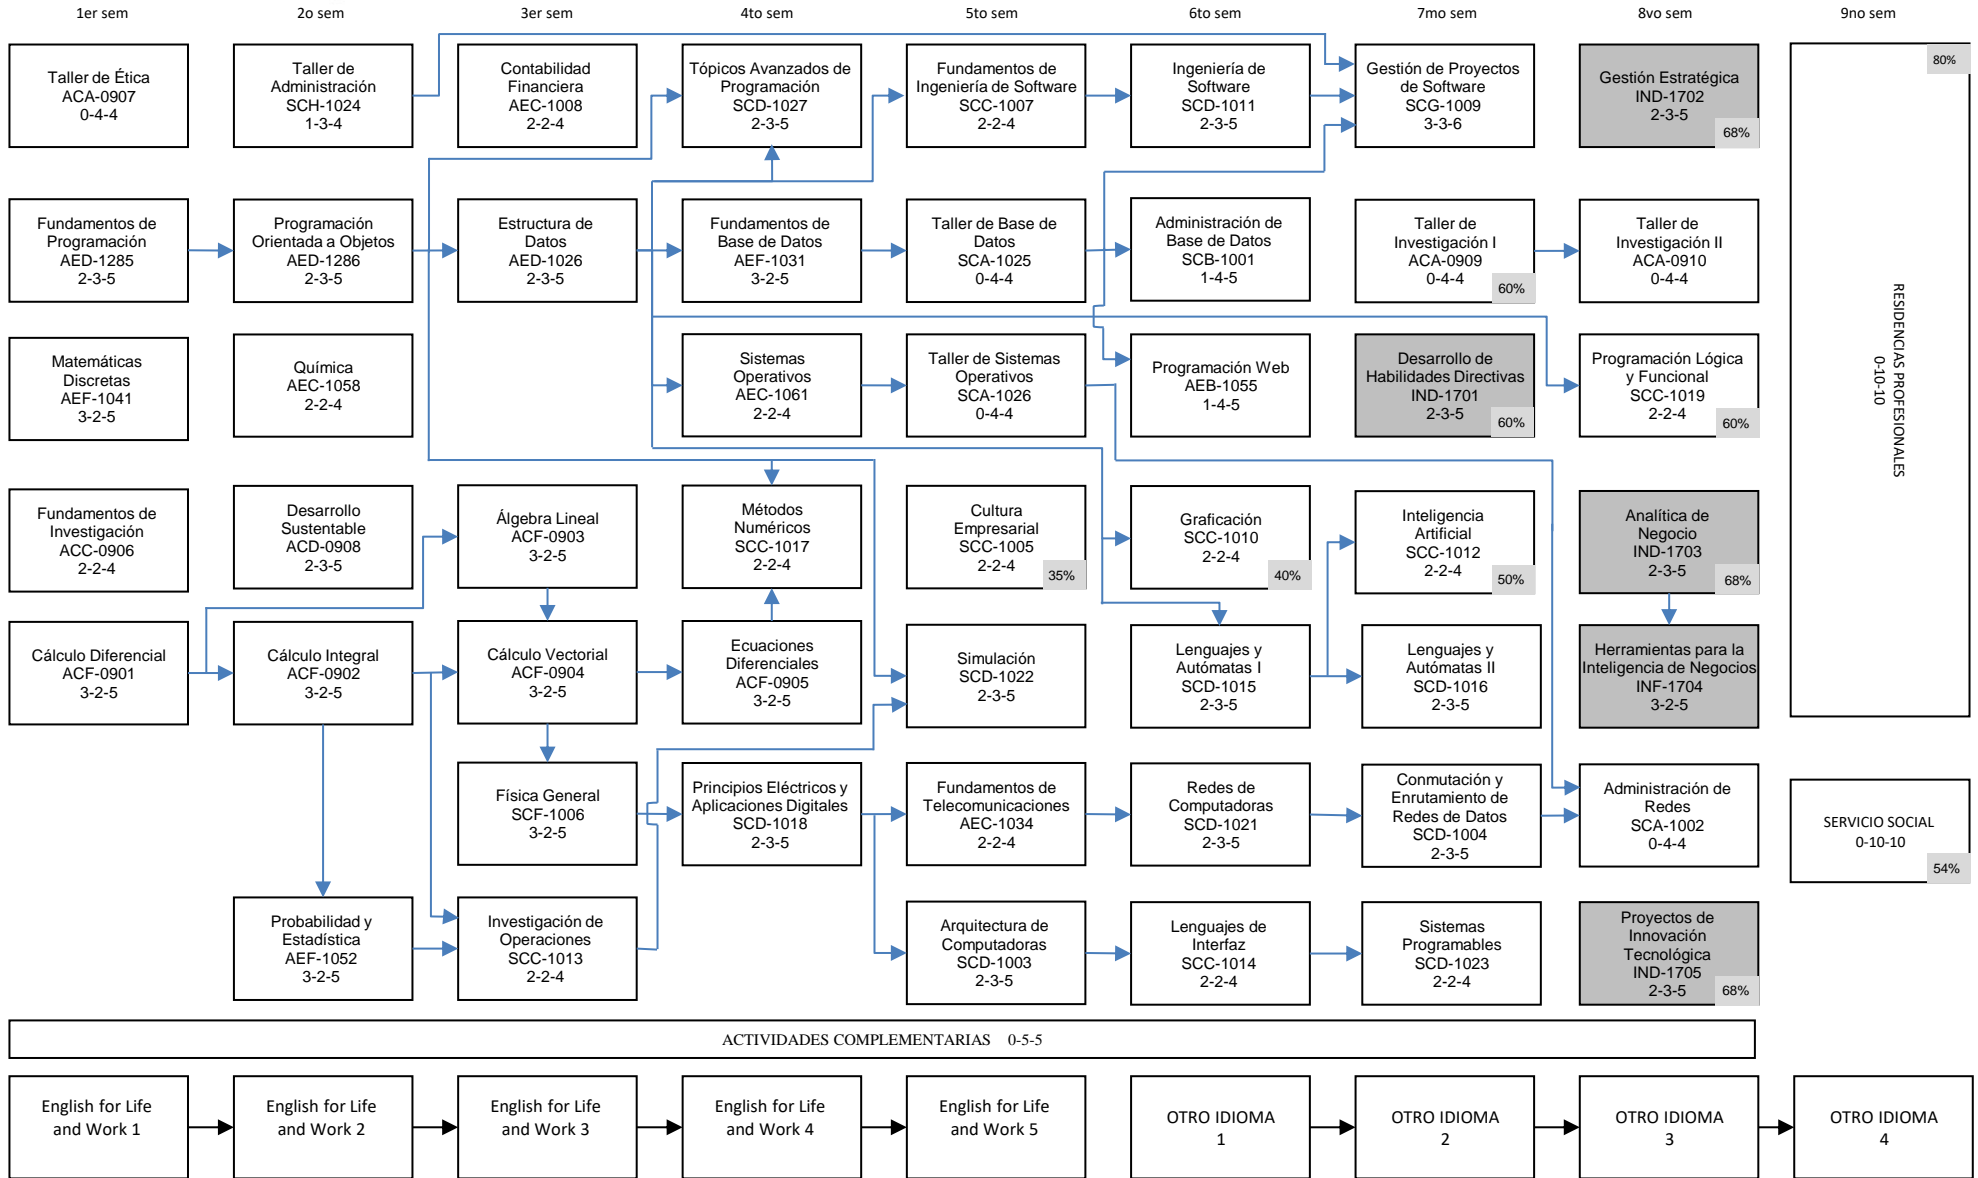 1er sem
2o sem
3er sem
4to sem
5to sem
6to sem
7mo sem
8vo sem
9no sem
Taller de Ética
ACA-0907
0-4-4
Taller de
Administración
SCH-1024
1-3-4
Contabilidad
Financiera
AEC-1008
2-2-4
Tópicos Avanzados de
Programación
SCD-1027
2-3-5
Fundamentos de
Ingeniería de Software
SCC-1007
2-2-4
Ingeniería de
Software
SCD-1011
2-3-5
Gestión de Proyectos
de Software
SCG-1009
3-3-6
Gestión Estratégica
IND-1702
2-3-5
68%
80%
RESIDENCIAS PROFESIONALES
0-10-10
Fundamentos de
Programación
AED-1285
2-3-5
Programación
Orientada a Objetos
AED-1286
2-3-5
Estructura de
Datos
AED-1026
2-3-5
Fundamentos de
Base de Datos
AEF-1031
3-2-5
Taller de Base de
Datos
SCA-1025
0-4-4
Administración de
Base de Datos
SCB-1001
1-4-5
Taller de
Investigación I
ACA-0909
0-4-4
60%
Taller de
Investigación II
ACA-0910
0-4-4
Matemáticas
Discretas
AEF-1041
3-2-5
Química
AEC-1058
2-2-4
Sistemas
Operativos
AEC-1061
2-2-4
Taller de Sistemas
Operativos
SCA-1026
0-4-4
Programación Web
AEB-1055
1-4-5
Desarrollo de
Habilidades Directivas
IND-1701
2-3-5
60%
Programación Lógica
y Funcional
SCC-1019
2-2-4
60%
Fundamentos de
Investigación
ACC-0906
2-2-4
Desarrollo
Sustentable
ACD-0908
2-3-5
Álgebra Lineal
ACF-0903
3-2-5
Métodos
Numéricos
SCC-1017
2-2-4
Cultura
Empresarial
SCC-1005
2-2-4
35%
Graficación
SCC-1010
2-2-4
40%
Inteligencia
Artificial
SCC-1012
2-2-4
50%
Analítica de
Negocio
IND-1703
2-3-5
68%
Cálculo Diferencial
ACF-0901
3-2-5
Cálculo Integral
ACF-0902
3-2-5
Cálculo Vectorial
ACF-0904
3-2-5
Ecuaciones
Diferenciales
ACF-0905
3-2-5
Simulación
SCD-1022
2-3-5
Lenguajes y
Autómatas I
SCD-1015
2-3-5
Lenguajes y
Autómatas II
SCD-1016
2-3-5
Herramientas para la
Inteligencia de Negocios
INF-1704
3-2-5
Física General
SCF-1006
3-2-5
Principios Eléctricos y
Aplicaciones Digitales
SCD-1018
2-3-5
Fundamentos de
Telecomunicaciones
AEC-1034
2-2-4
Redes de
Computadoras
SCD-1021
2-3-5
Conmutación y
Enrutamiento de
Redes de Datos
SCD-1004
2-3-5
Administración de
Redes
SCA-1002
0-4-4
SERVICIO SOCIAL
0-10-10
54%
Probabilidad y
Estadística
AEF-1052
3-2-5
Investigación de
Operaciones
SCC-1013
2-2-4
Arquitectura de
Computadoras
SCD-1003
2-3-5
Lenguajes de
Interfaz
SCC-1014
2-2-4
Sistemas
Programables
SCD-1023
2-2-4
Proyectos de
Innovación
Tecnológica
IND-1705
2-3-5
68%
ACTIVIDADES COMPLEMENTARIAS 0-5-5
English for Life
and Work 1
English for Life
and Work 2
English for Life
and Work 3
English for Life
and Work 4
English for Life
and Work 5
OTRO IDIOMA
1
OTRO IDIOMA
2
OTRO IDIOMA
3
OTRO IDIOMA
4